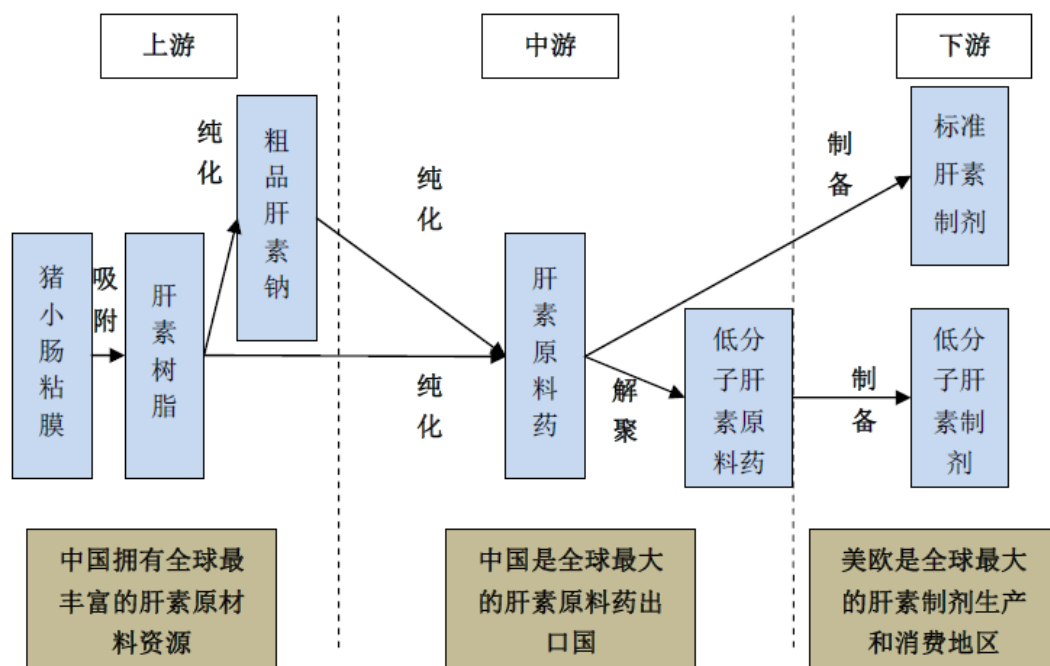 上游
中游
下游
纯化
粗品肝素钠
纯化
制备
标准
肝素
制剂
猪小肠粘膜
吸附
肝素树脂
肝素原料药
纯化
解聚
低分
子肝
素原
料药
制备
低分
子肝
素制
剂
中国拥有全球最
丰富的肝素原材
料资源
中国是全球最大
的肝素原料药出
口国
美欧是全球最大
的肝素制剂生产
和消费地区